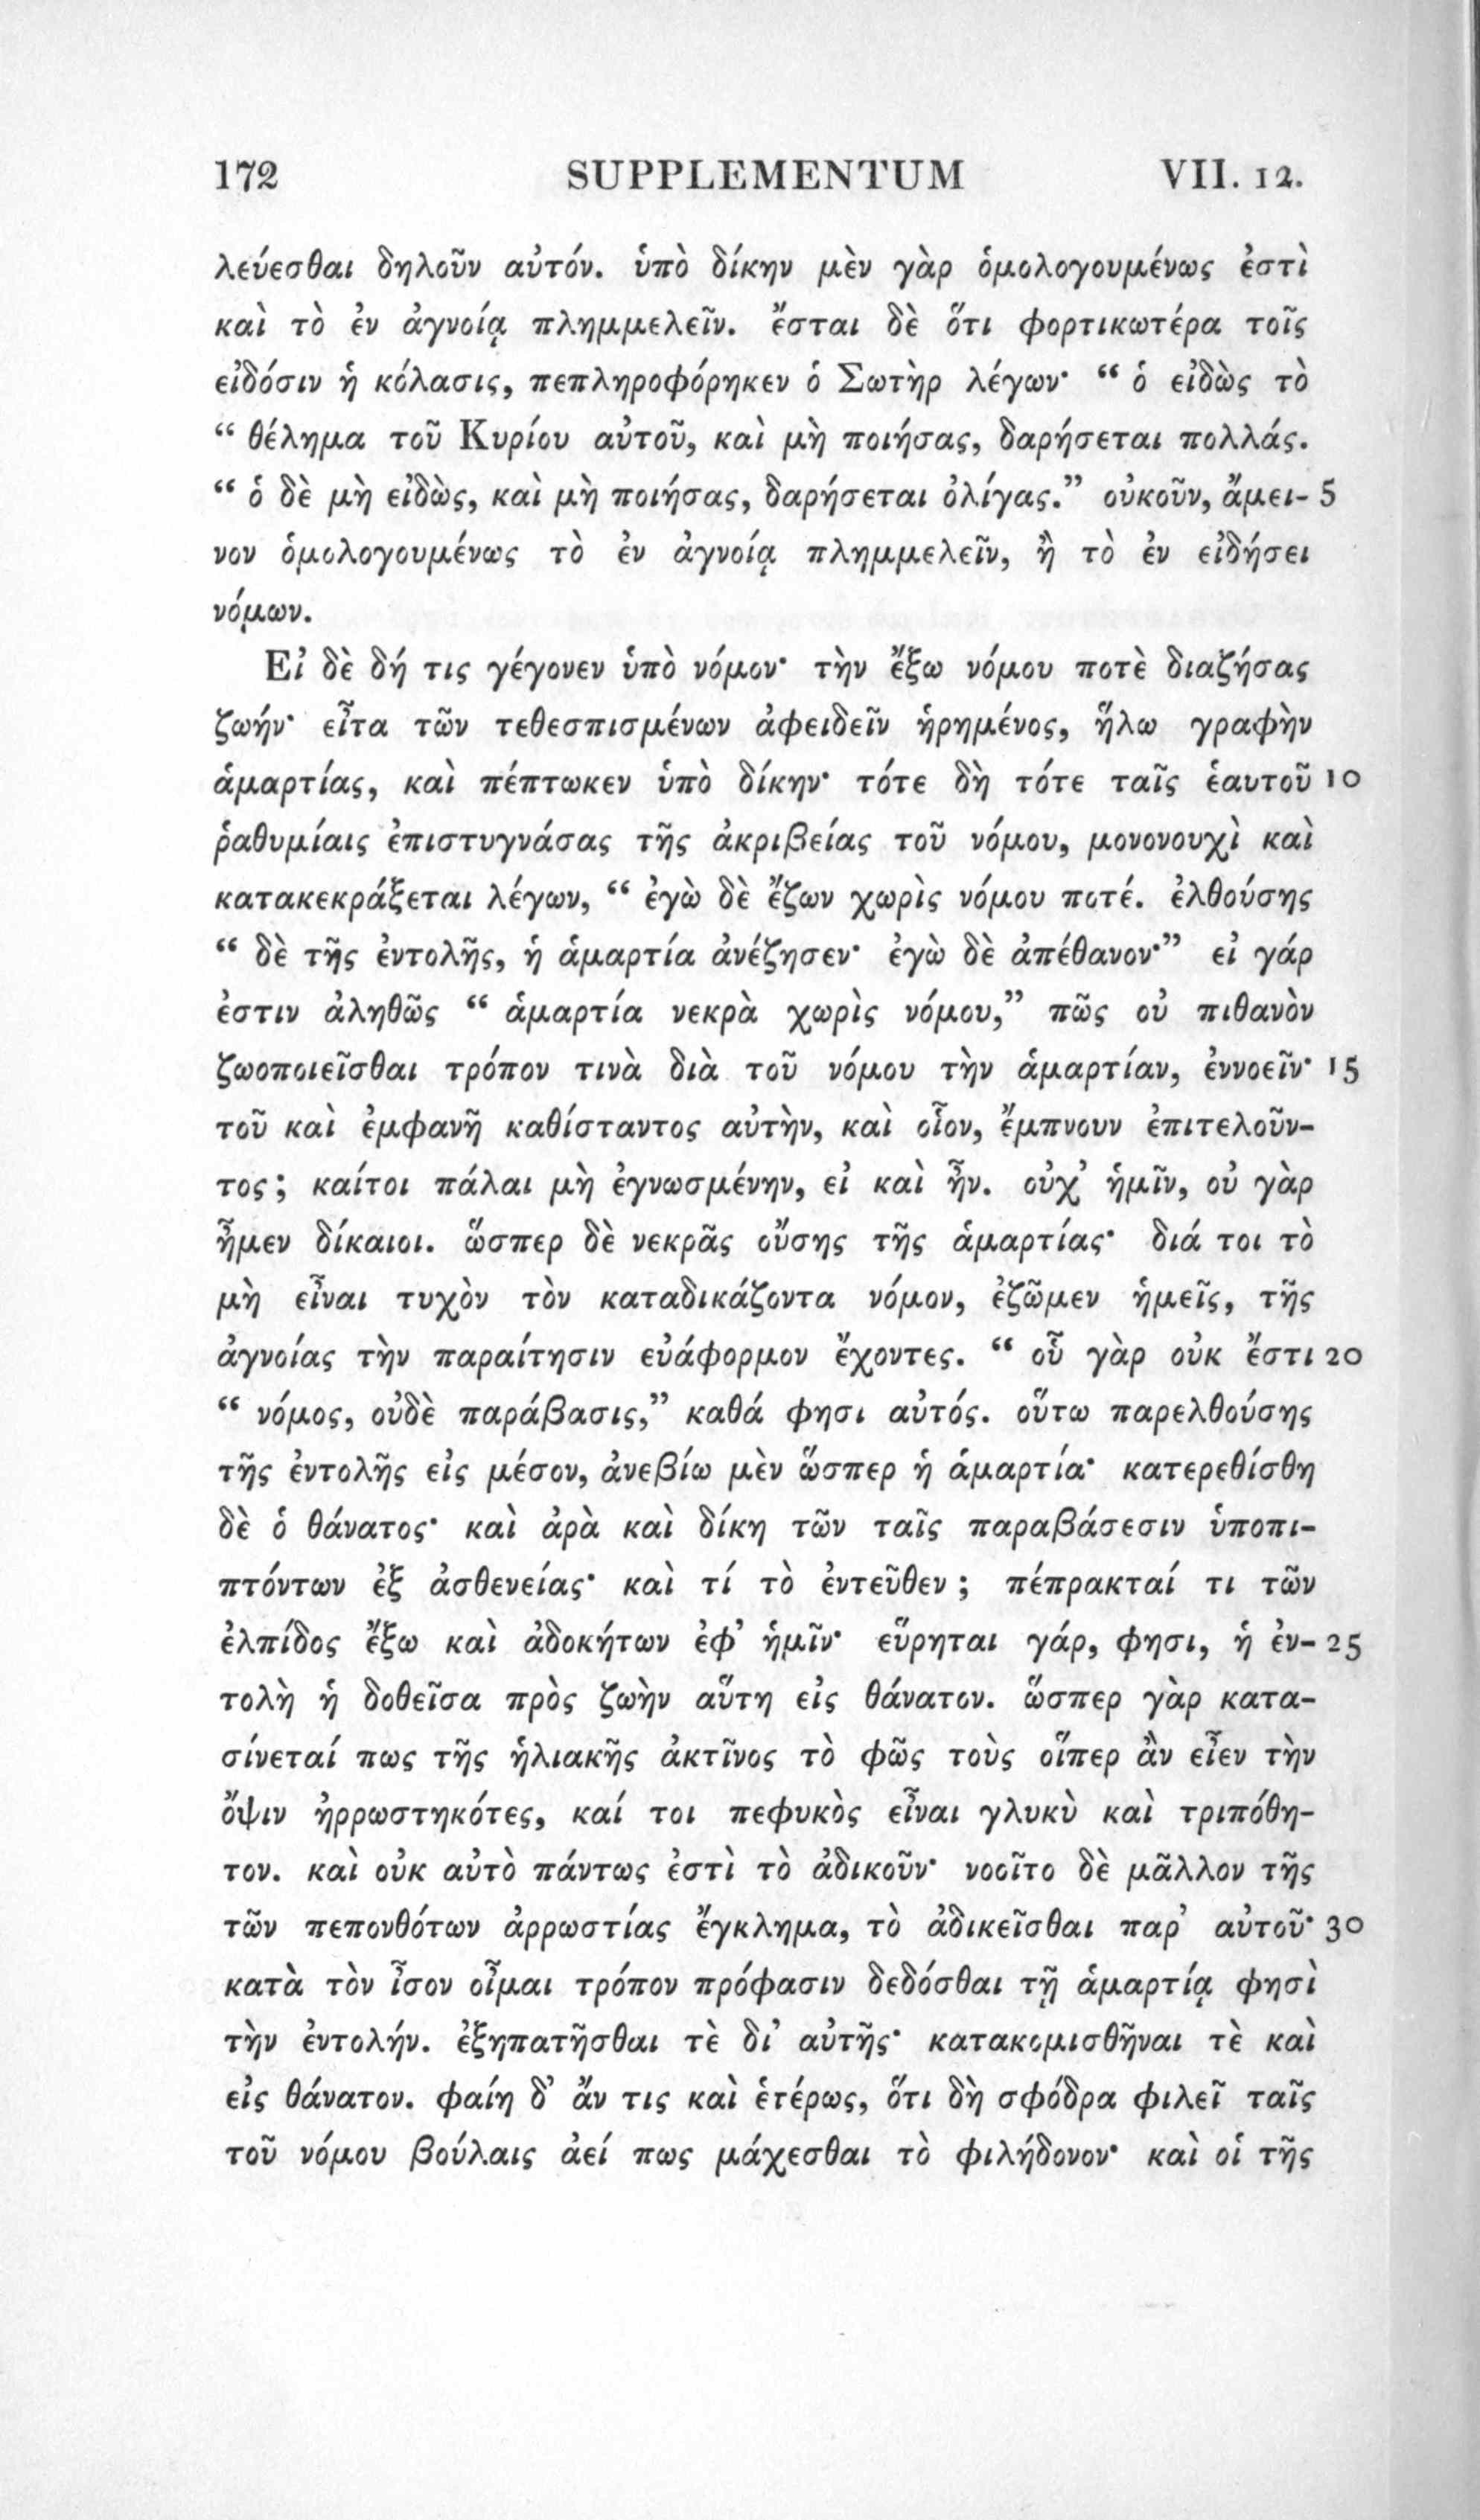 172 SUPPLEMENTUM VII. 12.
λεύεσθαι δηλοῦν αὐτόν. ὑπὸ δίκην μὲν γὰρ ὁμολογουμένως ἐστὶ
καὶ τὸ ἐν ἀγνοίᾳ πλημμελεῖν. ἔσται δὲ ὅτι φορτικωτέρα τοῖς
εἰδόσιν ἡ κόλασις, πεπληροφόρηκεν ὁ Σωτὴρ λέγων· “ ὁ εἰδὼς τὸ
“ θέλημα τοῦ Κυρίου αὐτοῦ, καὶ μὴ ποιήσας, δαρήσεται πολλάς.
“ ὁ δὲ μὴ εἰδὼς, καὶ μὴ ποιήσας, δαρήσεται ὀλίγας.” οὐκοῦν, ἄμει- 5
νον ὁμολογουμένως τὸ ἐν ἀγνοίᾳ πλημμελεῖν, ἢ τὸ ἐν εἰδήσει
νόμων.
Εἰ δὲ δή τις γέγονεν ὑπὸ νόμον· τὴν ἔξω νόμου ποτὲ διαζήσας
ζωήν· εἶτα τῶν τεθεσπισμένων ἀφειδεῖν ᾑρημένος, ἥλω γραφὴν
ἁμαρτίας, καὶ πέπτωκεν ὑπὸ δίκην· τότε δὴ τότε ταῖς ἑαυτοῦ 10
ῥαθυμίαις ἐπιστυγνάσας τῆς ἀκριβείας τοῦ νόμου, μονονουχὶ καὶ
κατακεκράξεται λέγων, “ ἐγὼ δὲ ἔζων χωρὶς νόμου ποτέ. ἐλθούσης
“ δὲ τῆς ἐντολῆς, ἡ ἁμαρτία ἀνέζησεν· ἐγὼ δὲ ἀπέθανον·” εἰ γάρ
ἐστιν ἀληθῶς “ ἁμαρτία νεκρὰ χωρὶς νόμου,” πῶς οὐ πιθανὸν
ζωοποιεῖσθαι τρόπον τινὰ διὰ τοῦ νόμου τὴν ἁμαρτίαν, ἐννοεῖν· 15
τοῦ καὶ ἐμφανῆ καθίσταντος αὐτὴν, καὶ οἷον, ἔμπνουν ἐπιτελοῦν-
τος ; καίτοι πάλαι μὴ ἐγνωσμένην, εἰ καὶ ἦν. οὐχ’ ἡμῖν, οὐ γὰρ
ἦμεν δίκαιοι. ὥσπερ δὲ νεκρᾶς οὔσης τῆς ἁμαρτίας· διά τοι τὸ
μὴ εἶναι τυχὸν τὸν καταδικάζοντα νόμον, ἐζῶμεν ἡμεῖς, τῆς
ἀγνοίας τὴν παραίτησιν εὐάφορμον ἔχοντες. “ οὗ γὰρ οὐκ ἔστι 20
“ νόμος, οὐδὲ παράβασις,” καθά φησι αὐτός. οὕτω παρελθούσης
τῆς ἐντολῆς εἰς μέσον, ἀνεβίω μὲν ὥσπερ ἡ ἁμαρτία· κατερεθίσθη
δὲ ὁ θάνατος· καὶ ἀρὰ καὶ δίκη τῶν ταῖς παραβάσεσιν ὑποπι-
πτόντων ἐξ ἀσθενείας· καὶ τί τὸ ἐντεῦθεν ; πέπρακταί τι τῶν
ἐλπίδος ἔξω καὶ ἀδοκήτων ἐφ’ ἡμῖν· εὕρηται γάρ, φησι, ἡ ἐν- 25
τολὴ ἡ δοθεῖσα πρὸς ζωὴν αὕτη εἰς θάνατον. ὥσπερ γὰρ κατα-
σίνεταί πως τῆς ἡλιακῆς ἀκτῖνος τὸ φῶς τοὺς οἵπερ ἂν εἶεν τὴν
ὄψιν ἠρρωστηκότες, καί τοι πεφυκὸς εἶναι γλυκὺ καὶ τριπόθη-
τον. καὶ οὐκ αὐτὸ πάντως ἐστὶ τὸ ἀδικοῦν· νοοῖτο δὲ μᾶλλον τῆς
τῶν πεπονθότων ἀρρωστίας ἔγκλημα, τὸ ἀδικεῖσθαι παρ’ αὐτοῦ· 30
κατὰ τὸν ἶσον οἶμαι τρόπον πρόφασιν δεδόσθαι τῇ ἁμαρτίᾳ φησὶ
τὴν ἐντολήν. ἐξηπατῆσθαι τὲ δι’ αὐτῆς· κατακομισθῆναι τὲ καὶ
εἰς θάνατον. φαίη δ’ ἄν τις καὶ ἑτέρως, ὅτι δὴ σφόδρα φιλεῖ ταῖς
τοῦ νόμου βούλαις ἀεί πως μάχεσθαι τὸ φιλήδονον· καὶ οἱ τῆς